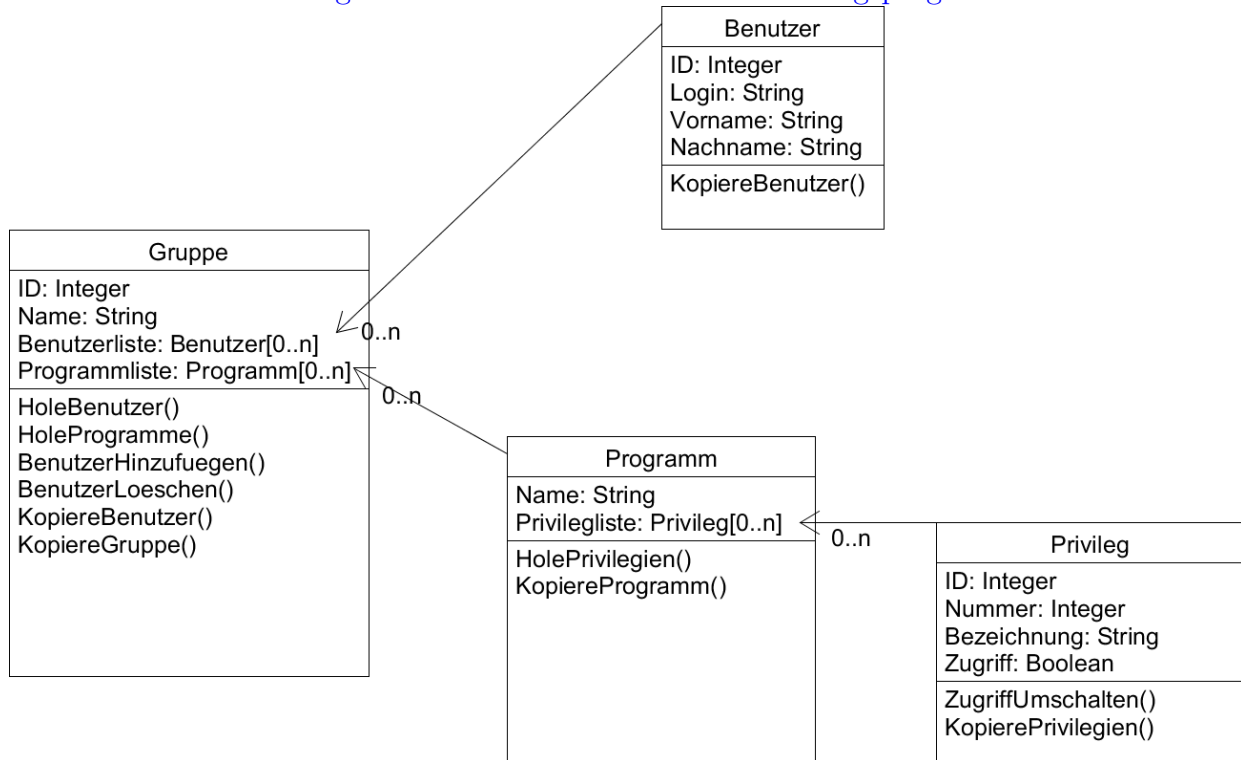 Benutzer
ID: Integer
Login: String
Vorname: String
Nachname: String
KopiereBenutzer()
Gruppe
ID: Integer
Name: String
Benutzerliste: Benutzer[0..n]
Programmliste: Programm[0..n]
HoleBenutzer()
HoleProgramme()
BenutzerHinzufuegen()
BenutzerLoeschen()
KopiereBenutzer()
KopiereGruppe()
0..n
0..n
Programm
Name: String
Privilegliste: Privileg[0..n]
HolePrivilegien()
KopiereProgramm()
0..n
Privileg
ID: Integer
Nummer: Integer
Bezeichnung: String
Zugriff: Boolean
ZugriffUmschalten()
KopierePrivilegien()